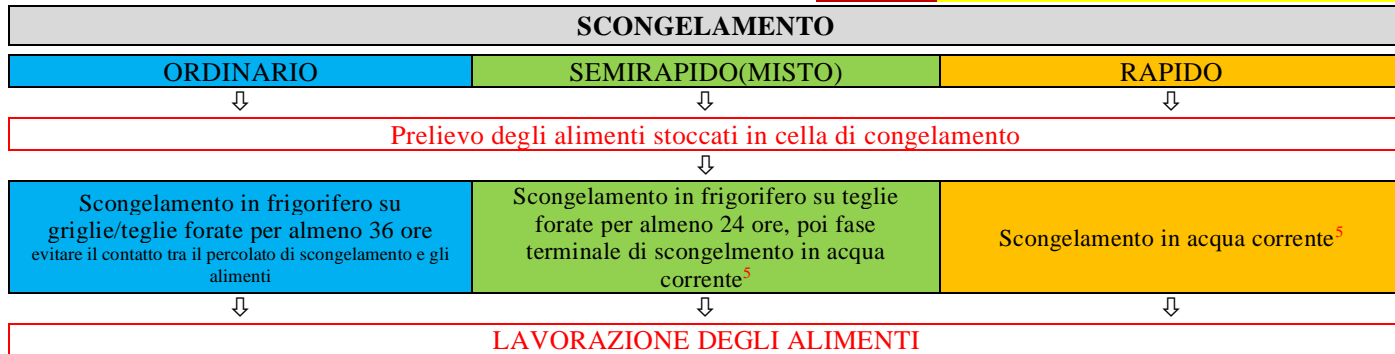 SCONGELAMENTO
ORDINARIO
SEMIRAPIDO(MISTO)
RAPIDO
⇩ ⇩ ⇩
Prelievo degli alimenti stoccati in cella di congelamento
⇩
Scongelamento in frigorifero su
griglie/teglie forate per almeno 36 ore
evitare il contatto tra il percolato di scongelamento e gli
alimenti
Scongelamento in frigorifero su teglie
forate per almeno 24 ore, poi fase
terminale di scongelmento in acqua
corrente5
Scongelamento in acqua corrente5
⇩ ⇩ ⇩
LAVORAZIONE DEGLI ALIMENTI